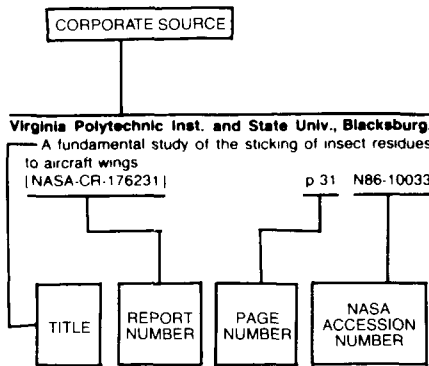 CORPORATE SOURCE
Virginia Polytechnic Inst. and State Univ., Blacksburg.
A fundamental study of the sticking of insect residues
to aircraft wings
[NASA-CR-176231] p 31 N86-10033
TITLE
REPORT
NUMBER
PAGE
NUMBER
NASA
ACCESSION
NUMBER